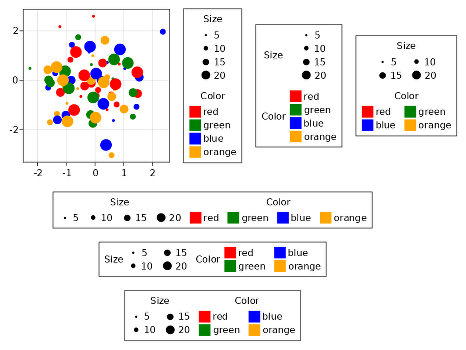 2
0
-2
-2 -1 0 1 2
Size
5
10
15
20
Color
red
green
blue
orange
Size
5
10
15
20
Color
red
green
blue
orange
Size
5 10
15 20
Color
red green
blue orange
Size Color
5 10 15 20 red green blue orange
Size 5 15 Color red blue
10 20 green orange
Size Color
5 15 red blue
10 20 green orange